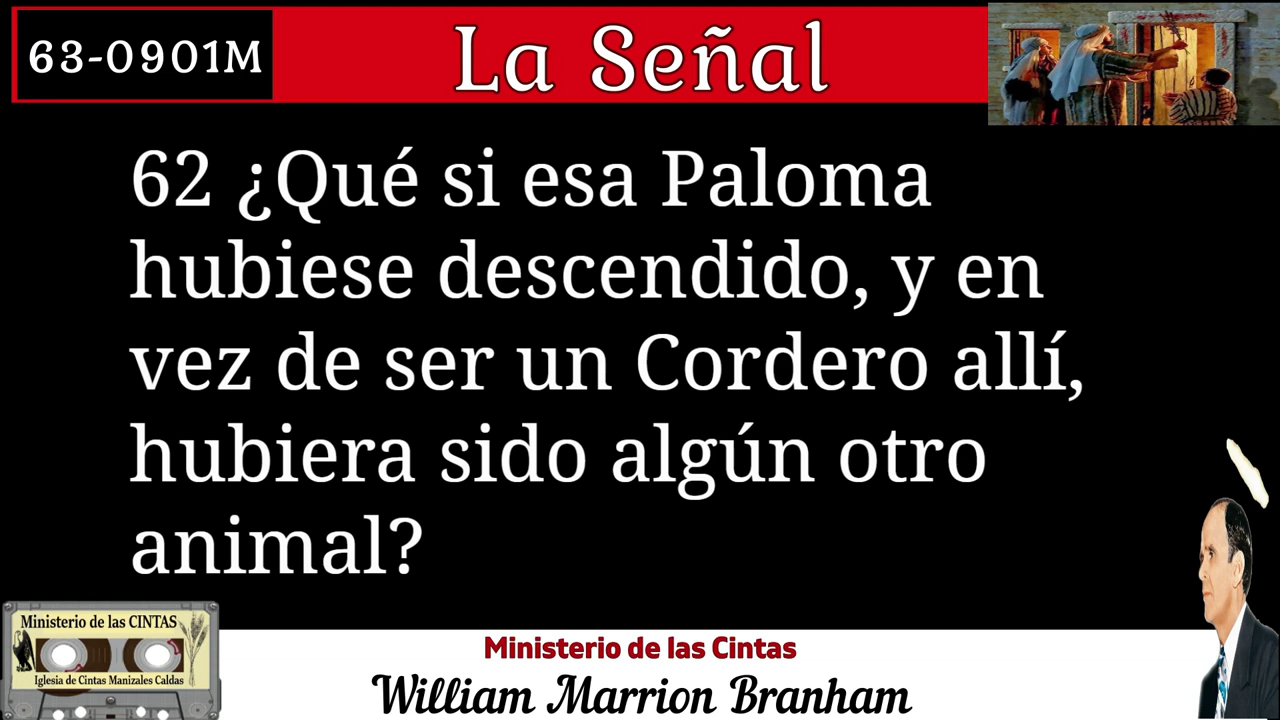 63-0901M
La Señal
62 ¿Qué si esa Paloma
hubiese descendido, y en
vez de ser un Cordero allí,
hubiera sido algún otro
animal?
Ministerio de las CINTAS
Iglesia de Cintas Manizales Caldas
Ministerio de las Cintas
William Marrion Branham